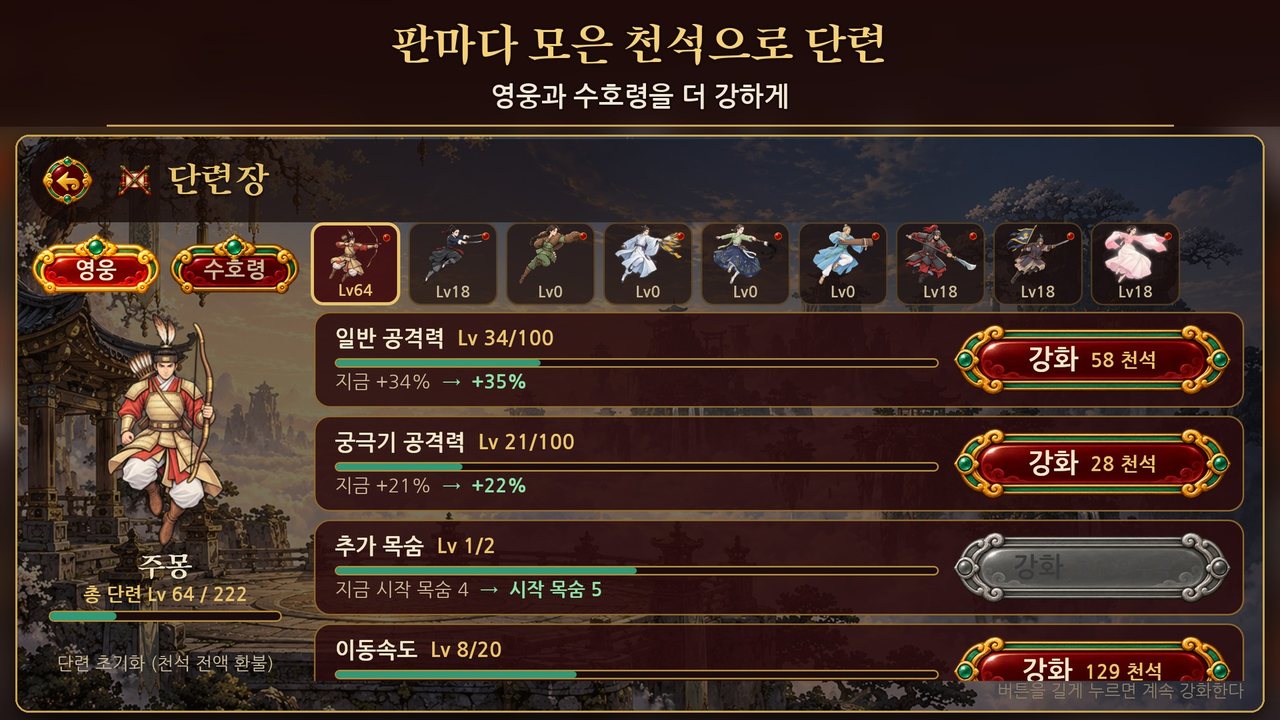 판마다 모은 천석으로 단련
영웅과 수호령을 더 강하게
단련장
영웅
수호령
Lv64
Lv18
Lv0
Lv0
Lv0
Lv0
Lv18
Lv18
Lv18
일반 공격력 Lv 34/100
지금 +34% → +35%
강화 58 천석
궁극기 공격력 Lv 21/100
지금 +21% → +22%
강화 28 천석
추가 목숨 Lv 1/2
지금 시작 목숨 4 → 시작 목숨 5
강화
이동속도 Lv 8/20
강화 129 천석
주몽
총 단련 Lv 64 / 222
단련 초기화 (천석 전액 환불)
버튼을 길게 누르면 계속 강화한다